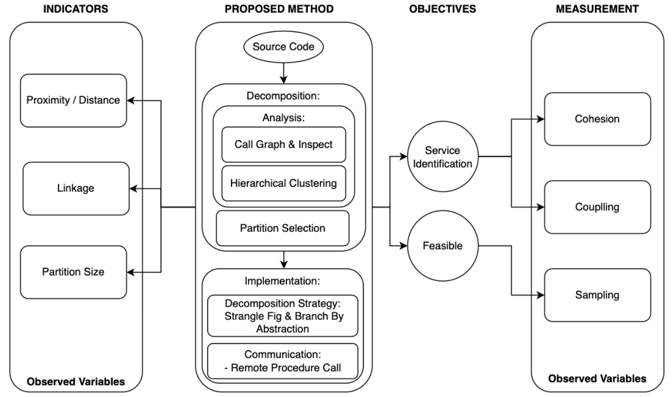 INDICATORS
PROPOSED METHOD
OBJECTIVES
MEASUREMENT
Proximity / Distance
Linkage
Partition Size
Observed Variables
Source Code
Decomposition:
Analysis:
Call Graph & Inspect
Hierarchical Clustering
Partition Selection
Implementation:
Decomposition Strategy:
Strangle Fig & Branch By
Abstraction
Communication:
- Remote Procedure Call
Service
Identification
Feasible
Cohesion
Couplling
Sampling
Observed Variables